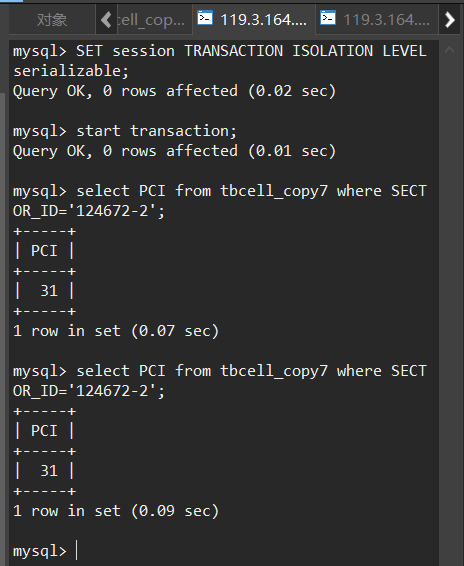 对象
cell_cop...
119.3.164....
119.3.164....
mysql> SET session TRANSACTION ISOLATION LEVEL
serializable;
Query OK, 0 rows affected (0.02 sec)
mysql> start transaction;
Query OK, 0 rows affected (0.01 sec)
mysql> select PCI from tbcell_copy7 where SECT
OR_ID='124672-2';
+-----+
| PCI |
+-----+
|  31 |
+-----+
1 row in set (0.07 sec)
mysql> select PCI from tbcell_copy7 where SECT
OR_ID='124672-2';
+-----+
| PCI |
+-----+
|  31 |
+-----+
1 row in set (0.09 sec)
mysql>